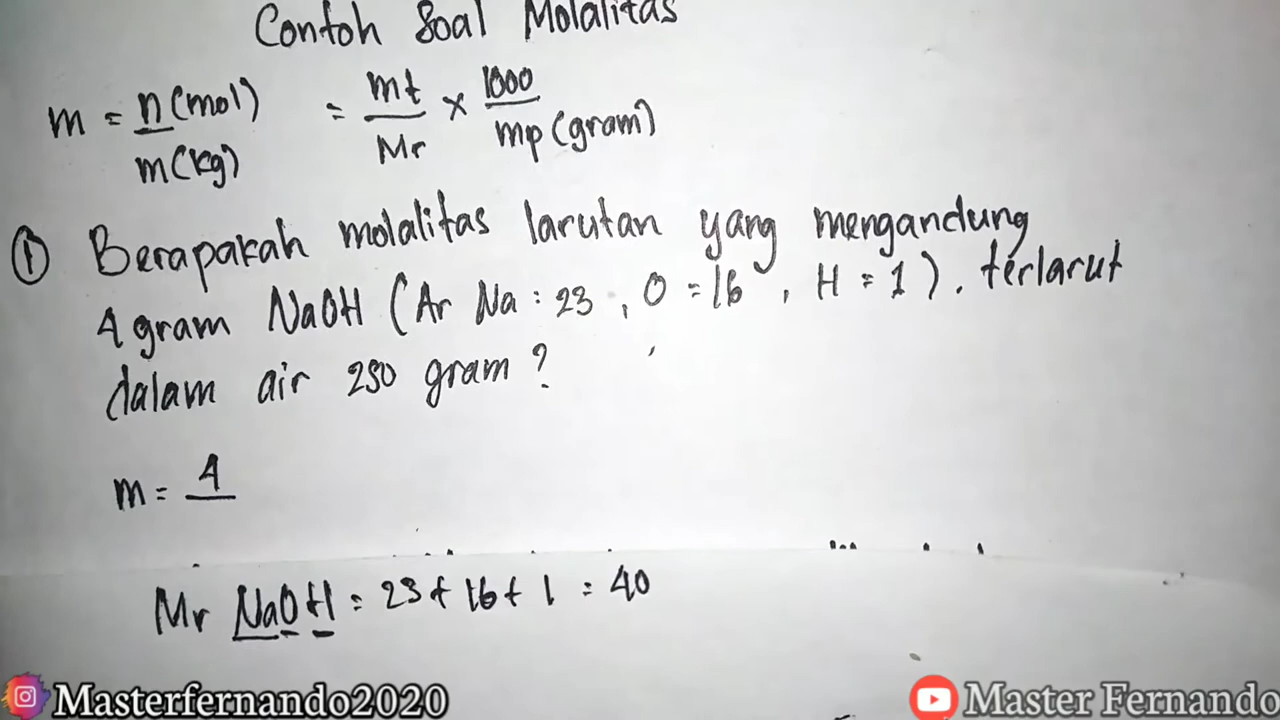 Contoh Soal Molalitas
m = n (mol) / m (kg) = mt / Mr x 1000 / mp (gram)
① Berapakah molalitas larutan yang mengandung
4 gram NaOH (Ar Na : 23 , O = 16 , H = 1 ) . terlarut
dalam air 250 gram ?
m = 4
Mr NaOH = 23 + 16 + 1 = 40
Masterfernando2020
Master Fernando